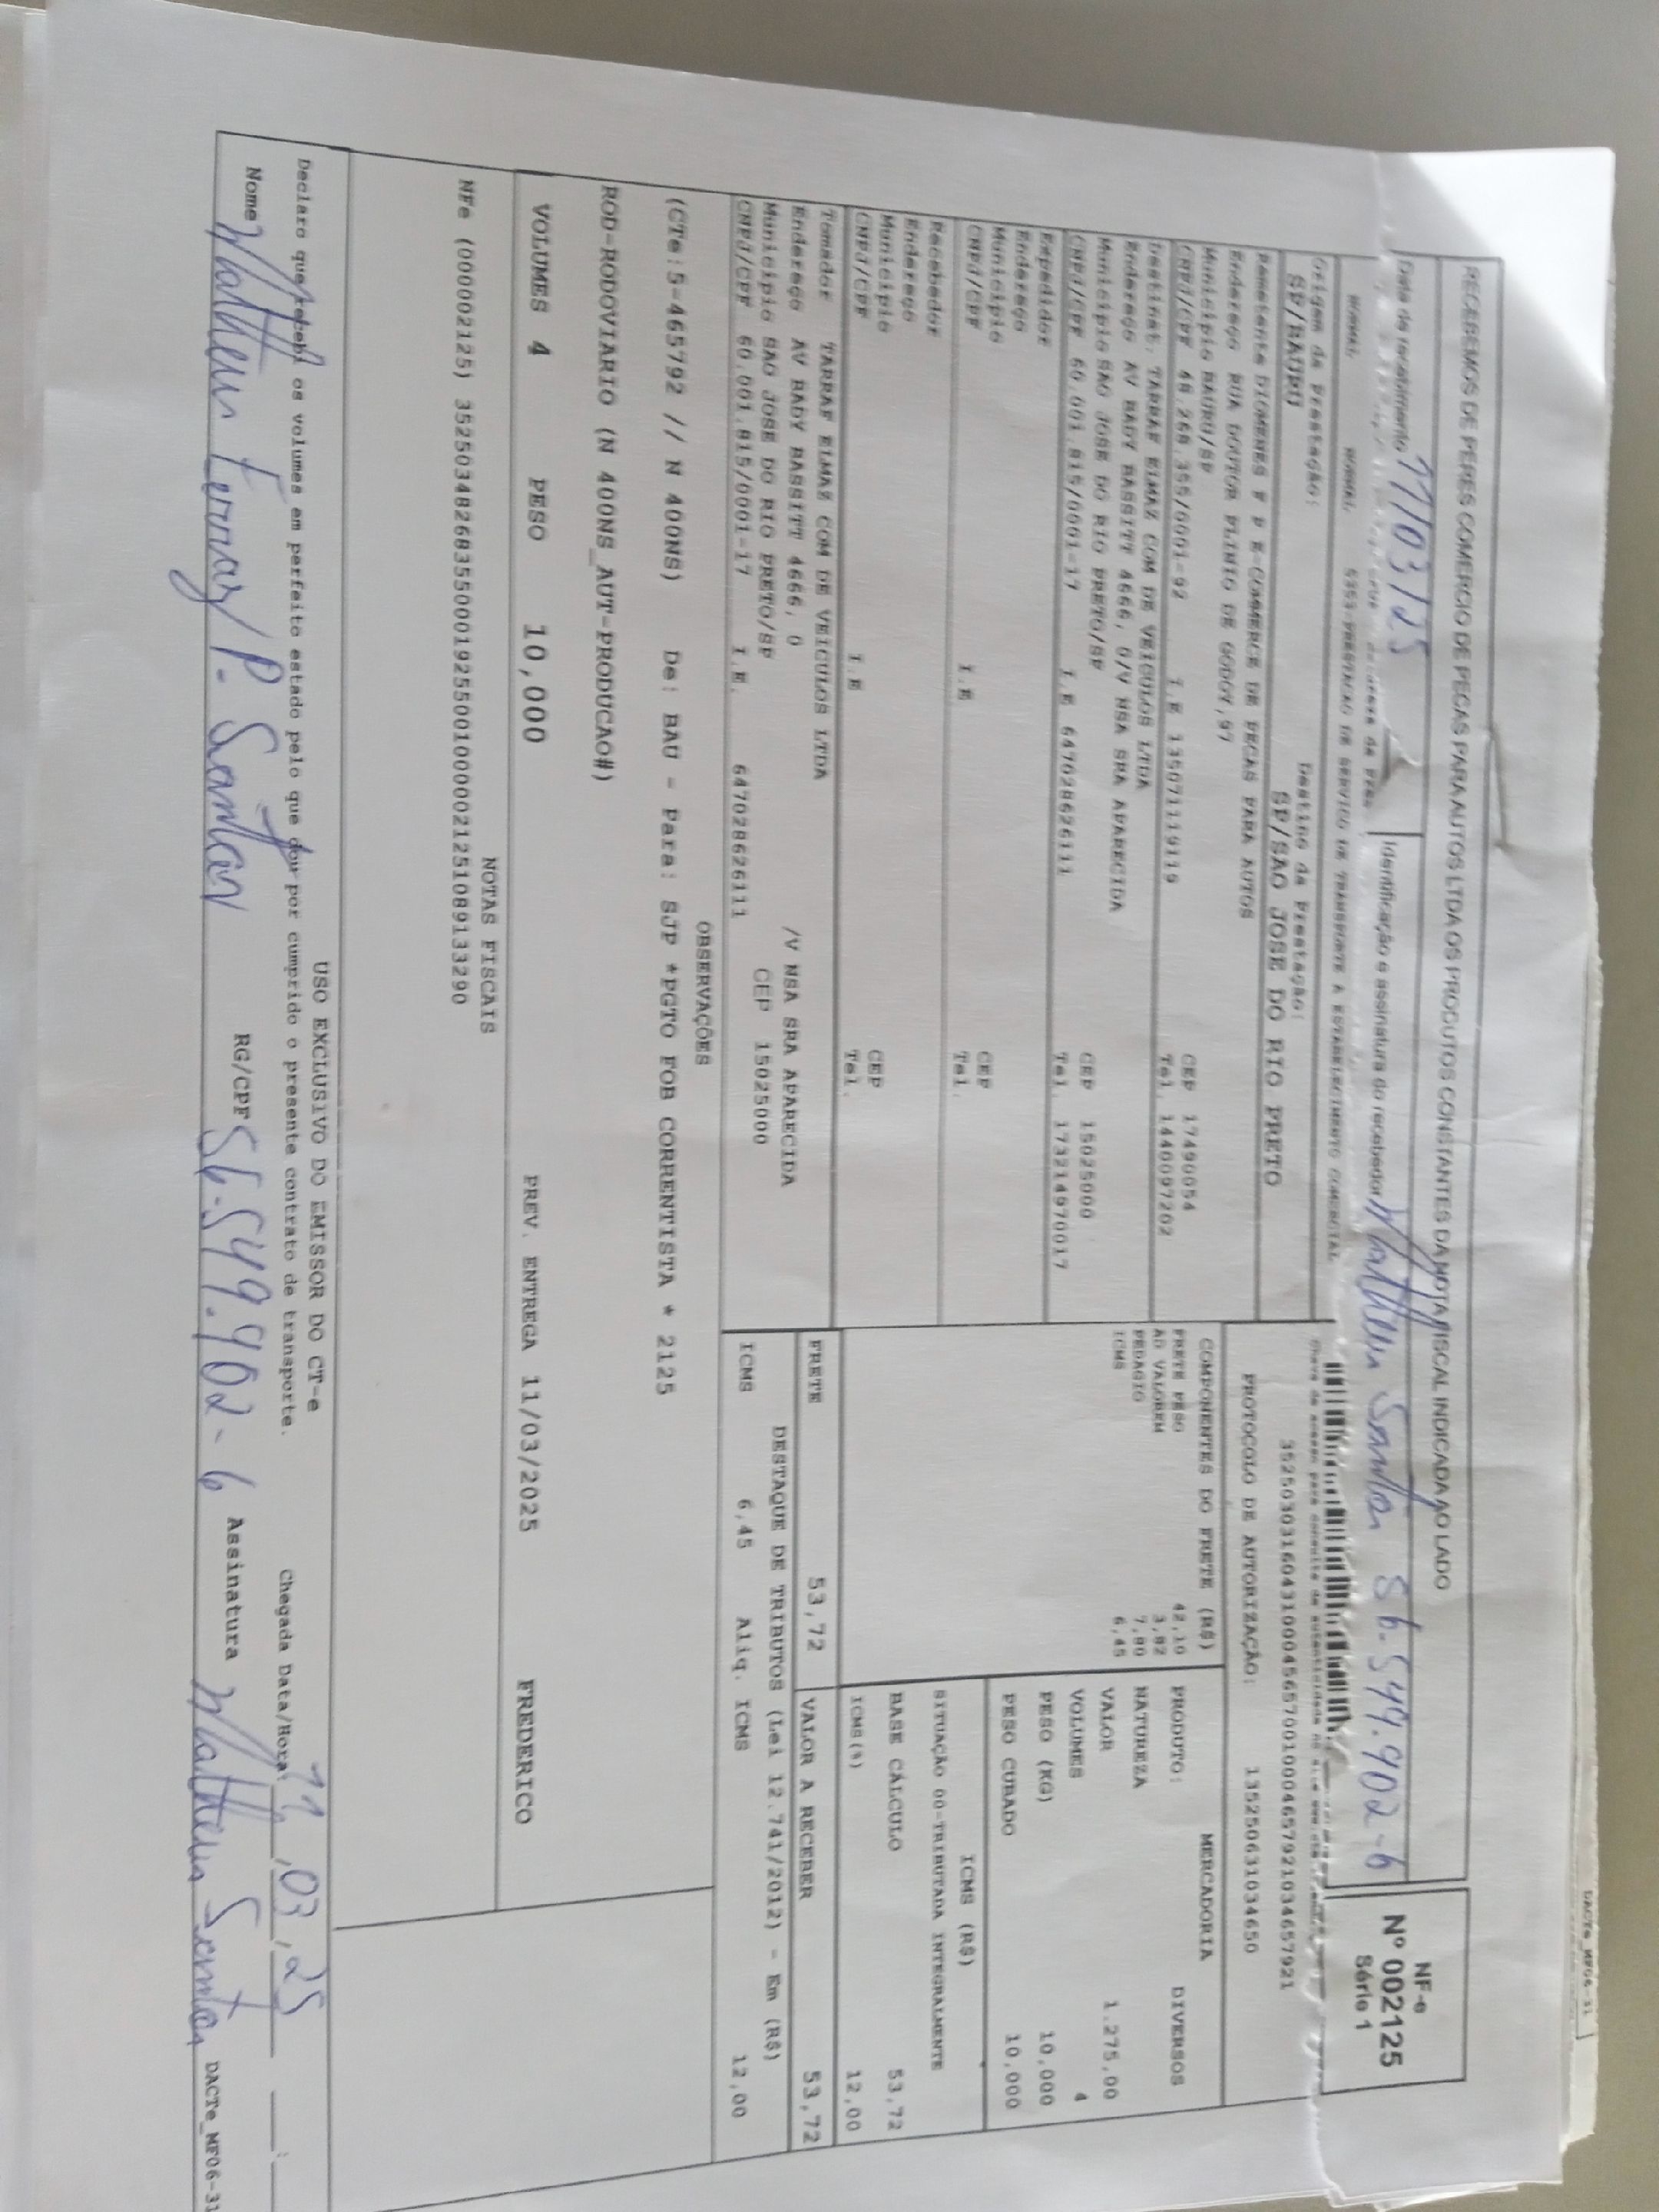 RECEBEMOS DE PERES COMERCIO DE PECAS PARA AUTOS LTDA OS PRODUTOS CONSTANTES DA NOTA FISCAL INDICADA AO LADO
Data de recebimento 11/03/25
Identificação e assinatura do recebedor Matheus Santos 56.549.902-6
NF-e
Nº 002125
Série 1
DACTe_MF06-31
5353-PRESTACAO DE SERVICO DE TRANSPORTE A ESTABELECIMENTO COMERCIAL
Origem da Prestação: Destino da Prestação:
SP/BAURU SP/SAO JOSE DO RIO PRETO
35250303160431000456570010004657921034657921
PROTOCOLO DE AUTORIZAÇÃO: 135250631034650
Remetente DIOMENES F P E-COMMERCE DE PECAS PARA AUTOS
Endereço RUA DOUTOR PLINIO DE GODOY,97
Município BAURU/SP CEP 17490054
CNPJ/CPF 48.268.355/0001-92 I.E 135071119119 Tel. 1440097202
Destinat. TARRAF ELMAZ COM DE VEICULOS LTDA
Endereço AV BADY BASSITT 4666, 0/V NSA SRA APARECIDA
Município SAO JOSE DO RIO PRETO/SP CEP 15025000
CNPJ/CPF 60.001.815/0001-17 I.E 647028626111 Tel. 173214970017
Expedidor
Endereço
Município CEP
CNPJ/CPF I.E Tel.
Recebedor
Endereço
Município CEP
CNPJ/CPF I.E Tel.
Tomador TARRAF ELMAZ COM DE VEICULOS LTDA
Endereço AV BADY BASSITT 4666, 0 /V NSA SRA APARECIDA
Município SAO JOSE DO RIO PRETO/SP CEP 15025000
CNPJ/CPF 60.001.815/0001-17 I.E. 647028626111
COMPONENTES DO FRETE (R$)
FRETE PESO 42,10
AD VALOREM 3,82
PEDAGIO 7,80
ICMS 6,45
MERCADORIA
PRODUTO: DIVERSOS
NATUREZA
VALOR 1.275,00
VOLUMES 4
PESO (KG) 10,000
PESO CUBADO 10,000
ICMS (R$)
SITUAÇÃO 00-TRIBUTADA INTEGRALMENTE
BASE CÁLCULO 53,72
ICMS(%) 12,00
FRETE 53,72 VALOR A RECEBER 53,72
DESTAQUE DE TRIBUTOS (Lei 12.741/2012) - Em (R$)
ICMS 6,45 Aliq. ICMS 12,00
OBSERVAÇÕES
(CTe:5-465792 // N 400NS) De: BAU - Para: SJP *PGTO FOB CORRENTISTA * 2125
ROD-RODOVIARIO (N 400NS_AUT-PRODUCAO#)
VOLUMES 4 PESO 10,000 PREV. ENTREGA 11/03/2025 FREDERICO
NOTAS FISCAIS
NFe (000002125) 35250348268355000192550010000021251089133290
USO EXCLUSIVO DO EMISSOR DO CT-e
Declaro que recebi os volumes em perfeito estado pelo que dou por cumprido o presente contrato de transporte. Chegada Data/Hora: 11,03,25 __:__
Nome Matheus Ferraz P. Santos RG/CPF 56.549.902-6 Assinatura Matheus Santos
DACTe_MF06-31